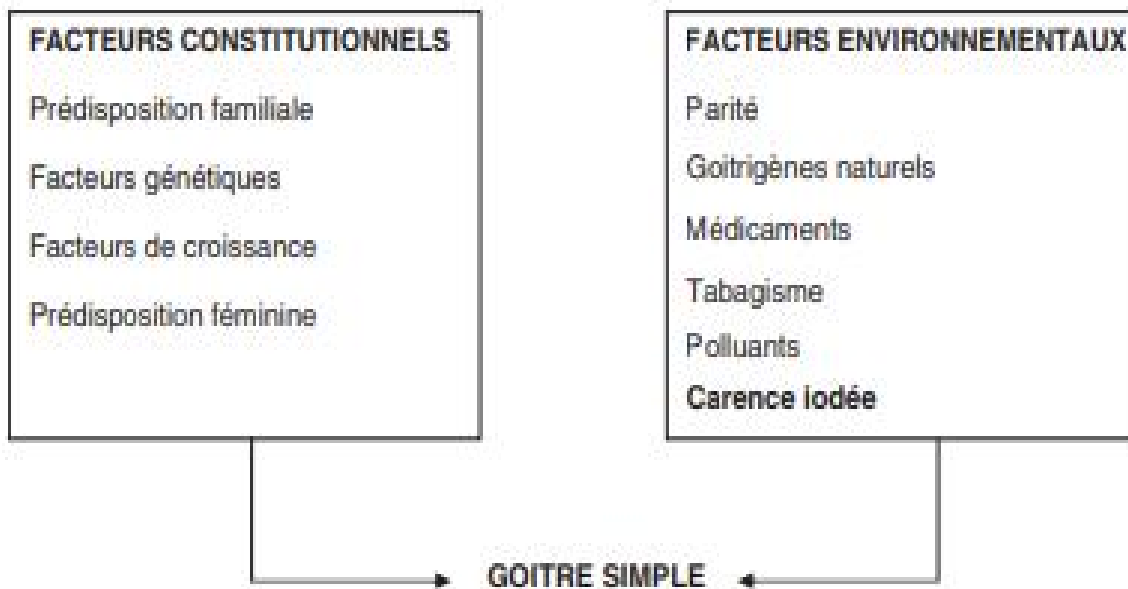 FACTEURS CONSTITUTIONNELS
Prédisposition familiale
Facteurs génétiques
Facteurs de croissance
Prédisposition féminine
FACTEURS ENVIRONNEMENTAUX
Parité
Goitrigènes naturels
Médicaments
Tabagisme
Polluants
Carence iodée
GOITRE SIMPLE